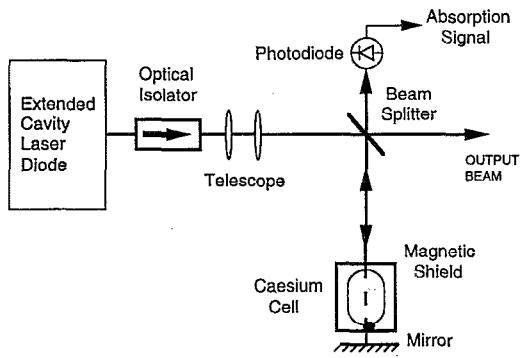 Absorption
Signal
Photodiode
Optical
Isolator
Beam
Splitter
Extended
Cavity
Laser
Diode
Telescope
OUTPUT
BEAM
Magnetic
Shield
Caesium
Cell
Mirror